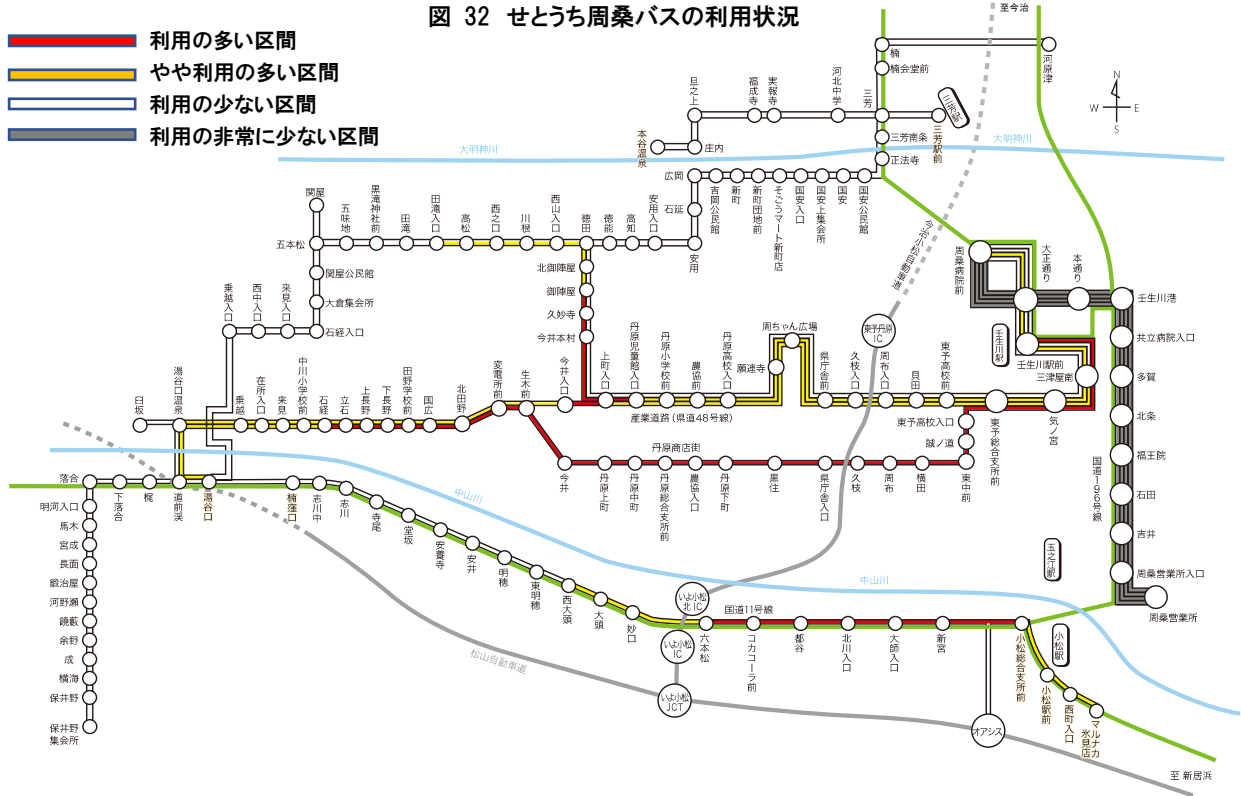 図 32 せとうち周桑バスの利用状況
利用の多い区間
やや利用の多い区間
利用の少ない区間
利用の非常に少ない区間
至今治
楠
河原津
楠会堂前
旦之上
福成寺
実報寺
河北中学
三芳
三芳駅
三芳駅前
N
W
E
S
三芳南条
正法寺
本谷温泉
庄内
大明神川
大明神川
広岡
吉岡公民館
新町
新町団地前
そごうマート新町店
国安入口
国安上集会所
国安
国安公民館
石延
安用
関屋
五味地
黒滝神社前
田滝
田滝入口
高松
西之口
川根
西山入口
徳田
徳能
高知
安用入口
五本松
関屋公民館
大倉集会所
石経入口
乗越入口
西中入口
来見入口
北御陣屋
御陣屋
久妙寺
今井本村
今治小松自動車道
周桑病院前
大正通り
本通り
壬生川港
壬生川駅
壬生川駅前
三津屋南
共立病院入口
多賀
北条
福王院
石田
吉井
周桑営業所入口
周桑営業所
国道196号線
東予丹原IC
周ちゃん広場
願連寺
湯谷口温泉
臼坂
乗越
在所入口
来見
中川小学校前
石経
立石
上長野
下長野
田野学校前
国広
北田野
変電所前
生木前
今井入口
上町入口
丹原児童館入口
丹原小学校前
農協前
丹原高校入口
産業道路（県道48号線）
県庁舎前
久枝入口
周布入口
貝田
東予高校前
東予総合支所前
気ノ宮
東予高校入口
誠ノ道
東中前
丹原商店街
今井
丹原上町
丹原中町
丹原総合支所前
農協入口
丹原下町
黒住
県庁舎入口
久枝
周布
横田
落合
下落合
梶
道前渓
湯谷口
楠窪口
志川中
志川
寺尾
堂坂
安養寺
安井
明穂
東明穂
西大頭
大頭
妙口
中山川
中山川
明河入口
馬木
宮成
長面
鍛治屋
河野瀬
鐃藪
余野
成
横海
保井野
保井野
集会所
いよ小松
北IC
いよ小松
IC
いよ小松
JCT
国道11号線
六本松
コカコーラ前
都谷
北川入口
大師入口
新宮
小松総合支所前
玉之江駅
小松駅
小松駅前
西町入口
マルナカ氷見店
オアシス
松山自動車道
至 新居浜